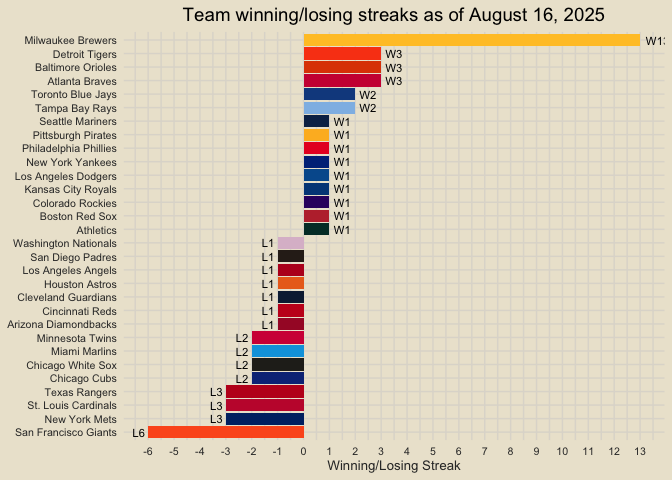 Team winning/losing streaks as of August 16, 2025
Milwaukee Brewers W13
Detroit Tigers W3
Baltimore Orioles W3
Atlanta Braves W3
Toronto Blue Jays W2
Tampa Bay Rays W2
Seattle Mariners W1
Pittsburgh Pirates W1
Philadelphia Phillies W1
New York Yankees W1
Los Angeles Dodgers W1
Kansas City Royals W1
Colorado Rockies W1
Boston Red Sox W1
Athletics W1
Washington Nationals L1
San Diego Padres L1
Los Angeles Angels L1
Houston Astros L1
Cleveland Guardians L1
Cincinnati Reds L1
Arizona Diamondbacks L1
Minnesota Twins L2
Miami Marlins L2
Chicago White Sox L2
Chicago Cubs L2
Texas Rangers L3
St. Louis Cardinals L3
New York Mets L3
San Francisco Giants L6
-6 -5 -4 -3 -2 -1 0 1 2 3 4 5 6 7 8 9 10 11 12 13
Winning/Losing Streak